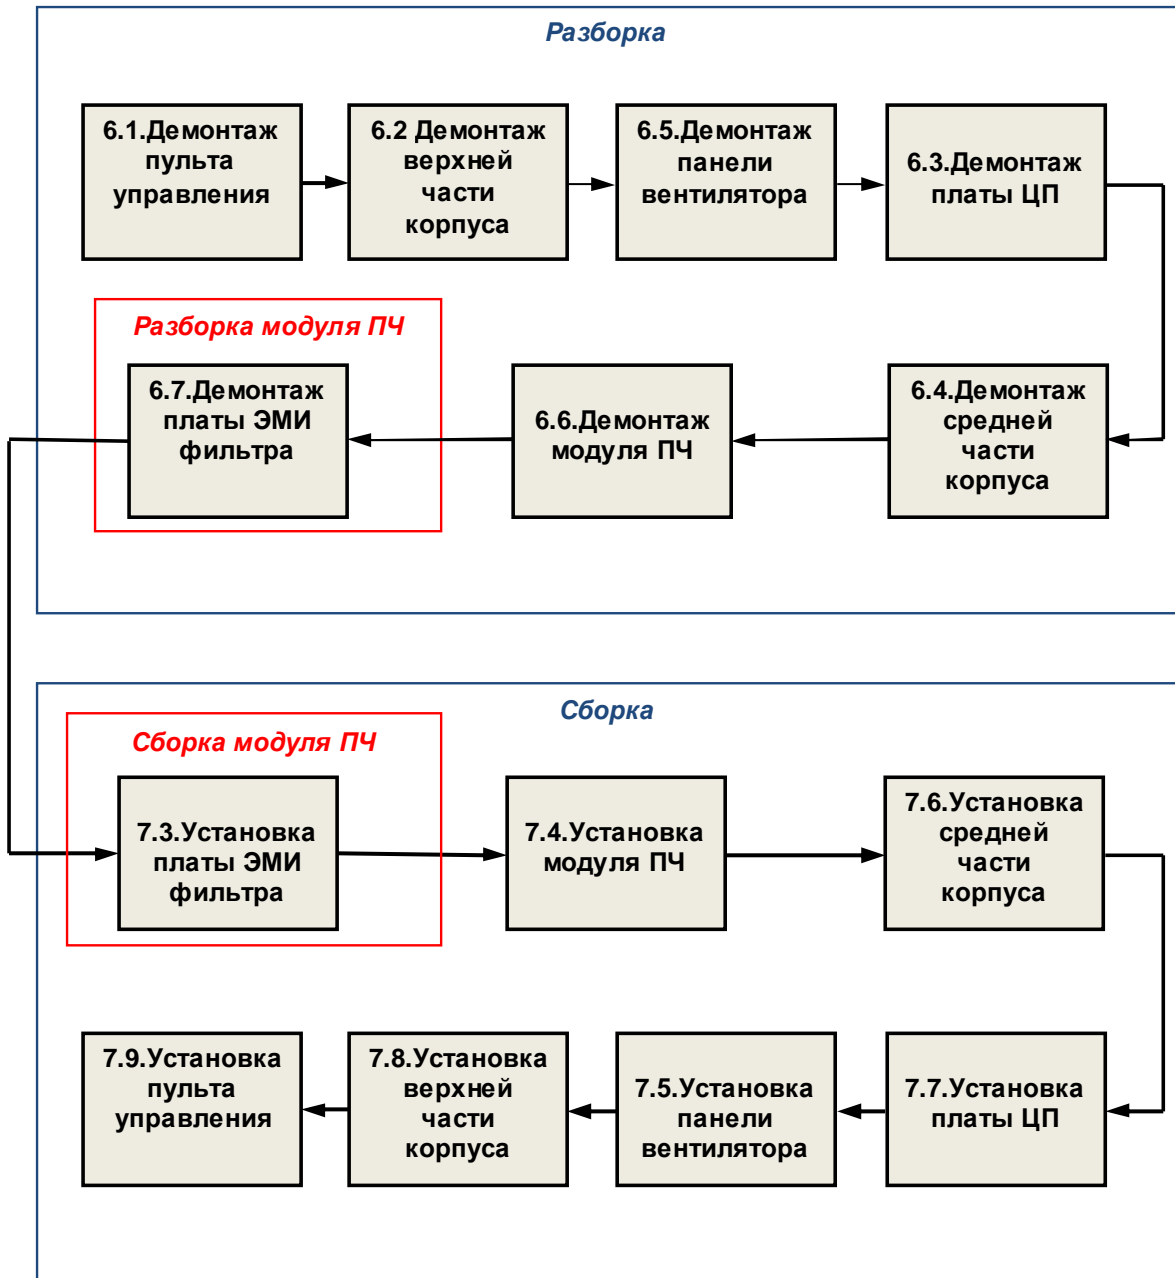 Разборка
6.1.Демонтаж
пульта
управления
6.2 Демонтаж
верхней
части
корпуса
6.5.Демонтаж
панели
вентилятора
6.3.Демонтаж
платы ЦП
Разборка модуля ПЧ
6.7.Демонтаж
платы ЭМИ
фильтра
6.6.Демонтаж
модуля ПЧ
6.4.Демонтаж
средней
части
корпуса
Сборка
Сборка модуля ПЧ
7.3.Установка
платы ЭМИ
фильтра
7.4.Установка
модуля ПЧ
7.6.Установка
средней
части
корпуса
7.9.Установка
пульта
управления
7.8.Установка
верхней
части
корпуса
7.5.Установка
панели
вентилятора
7.7.Установка
платы ЦП